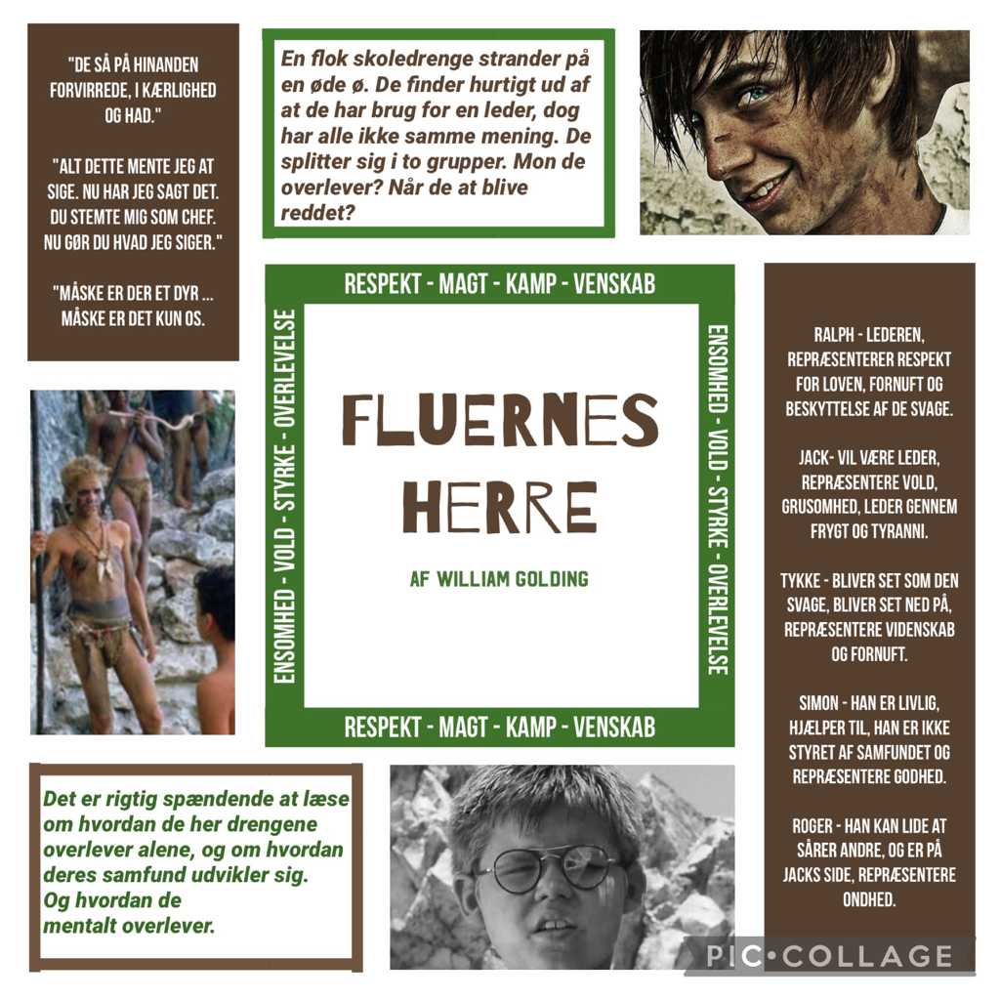 "DE SÅ PÅ HINANDEN
FORVIRREDE, I KÆRLIGHED
OG HAD."
"ALT DETTE MENTE JEG AT
SIGE. NU HAR JEG SAGT DET.
DU STEMTE MIG SOM CHEF.
NU GØR DU HVAD JEG SIGER."
"MÅSKE ER DER ET DYR ...
MÅSKE ER DET KUN OS.
En flok skoledrenge strander på
en øde ø. De finder hurtigt ud af
at de har brug for en leder, dog
har alle ikke samme mening. De
splitter sig i to grupper. Mon de
overlever? Når de at blive
reddet?
RESPEKT - MAGT - KAMP - VENSKAB
ENSOMHED - VOLD - STYRKE - OVERLEVELSE
FLUERNES
HERRE
AF WILLIAM GOLDING
ENSOMHED - VOLD - STYRKE - OVERLEVELSE
RESPEKT - MAGT - KAMP - VENSKAB
RALPH - LEDEREN,
REPRÆSENTERER RESPEKT
FOR LOVEN, FORNUFT OG
BESKYTTELSE AF DE SVAGE.
JACK- VIL VÆRE LEDER,
REPRÆSENTERE VOLD,
GRUSOMHED, LEDER GENNEM
FRYGT OG TYRANNI.
TYKKE - BLIVER SET SOM DEN
SVAGE, BLIVER SET NED PÅ,
REPRÆSENTERE VIDENSKAB
OG FORNUFT.
SIMON - HAN ER LIVLIG,
HJÆLPER TIL, HAN ER IKKE
STYRET AF SAMFUNDET OG
REPRÆSENTERE GODHED.
ROGER - HAN KAN LIDE AT
SÅRER ANDRE, OG ER PÅ
JACKS SIDE, REPRÆSENTERE
ONDHED.
Det er rigtig spændende at læse
om hvordan de her drengene
overlever alene, og om hvordan
deres samfund udvikler sig.
Og hvordan de
mentalt overlever.
PIC•COLLAGE